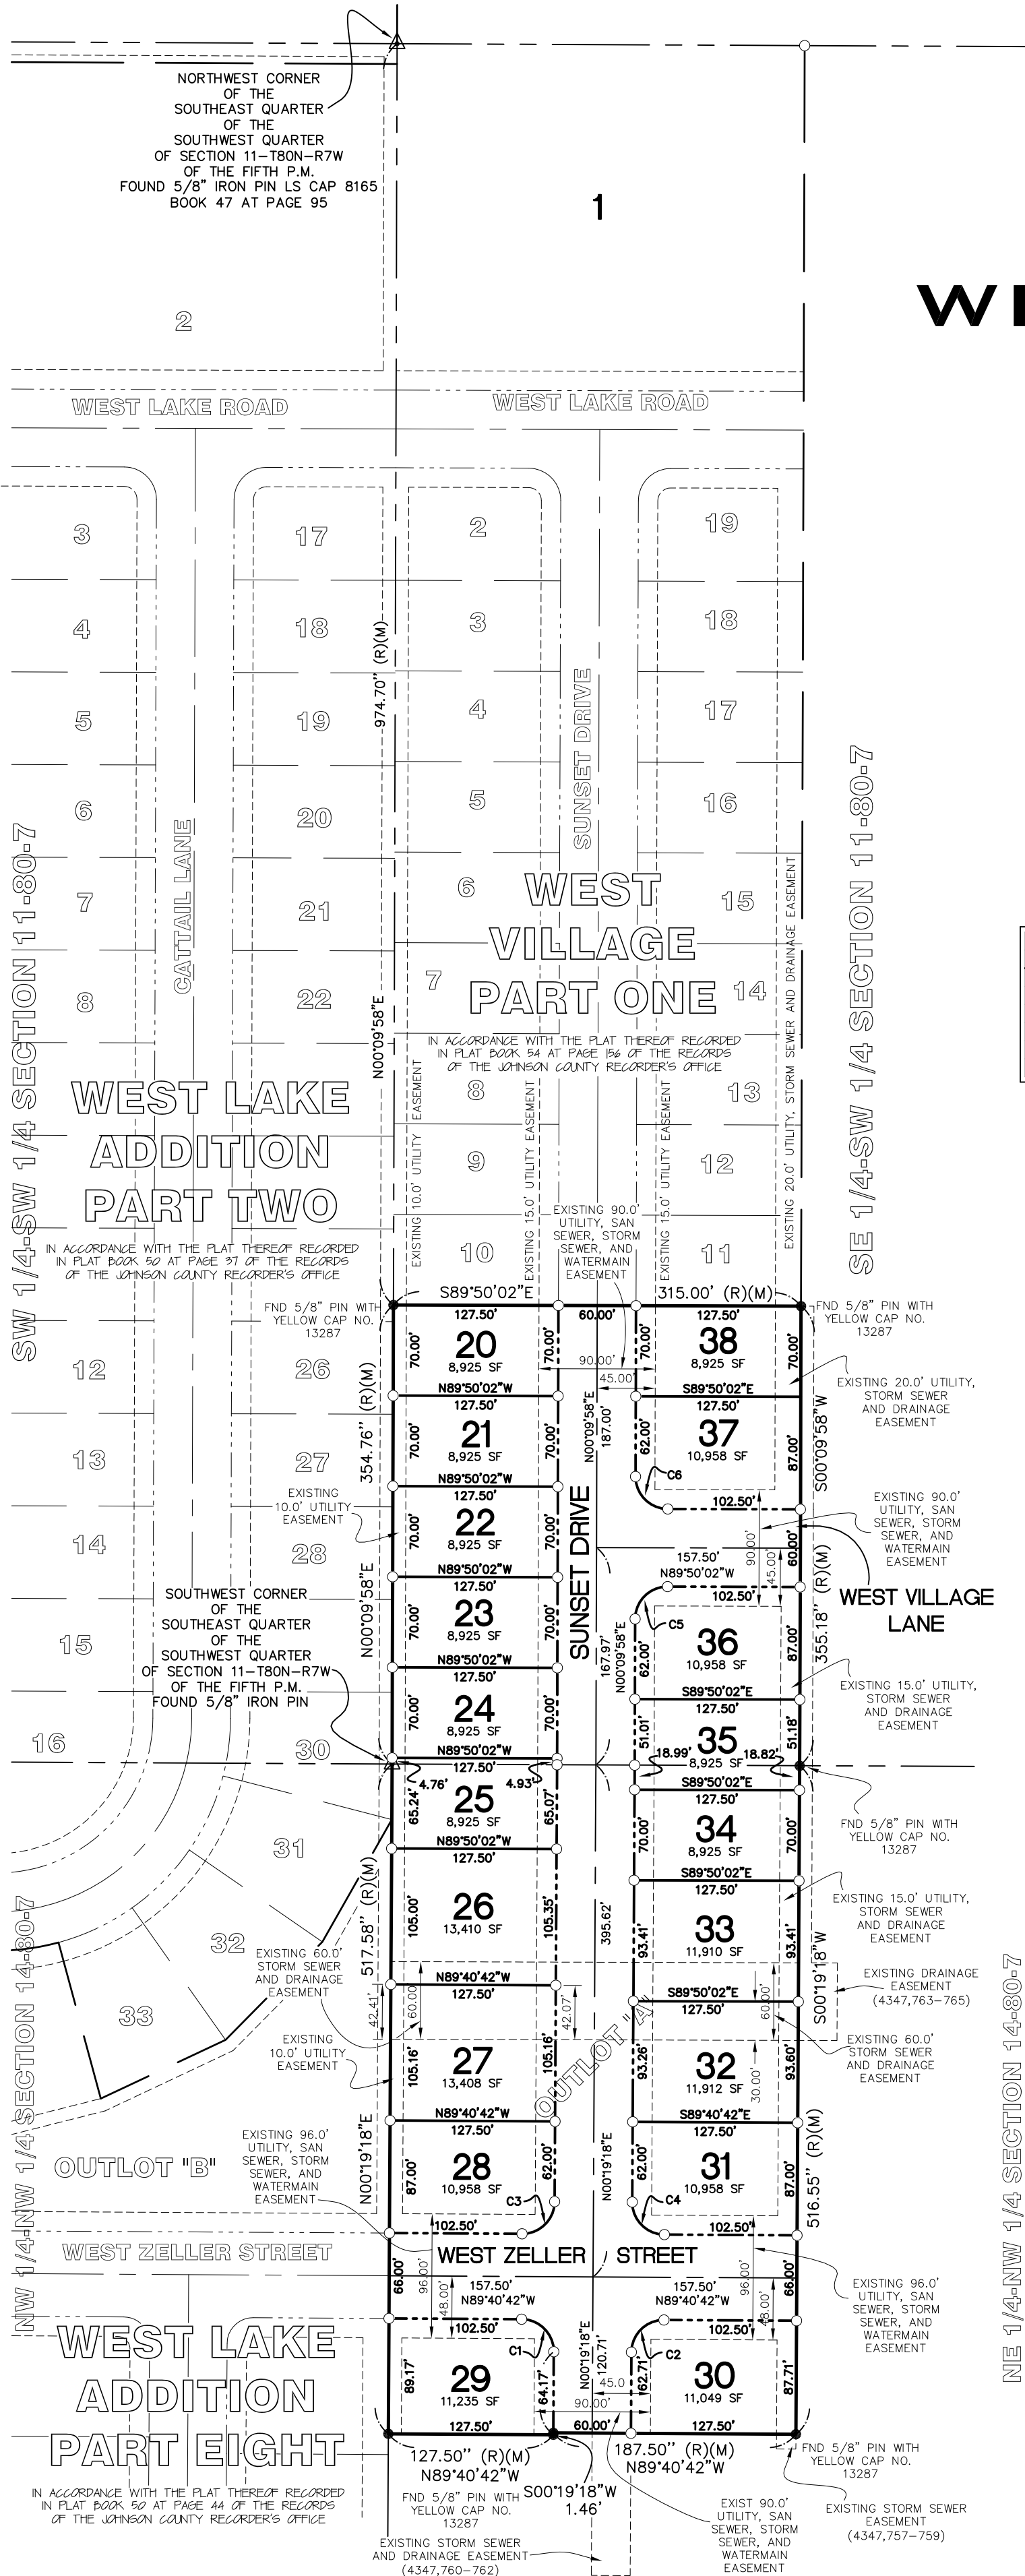 NORTHWEST CORNER
OF THE
SOUTHEAST QUARTER
OF THE
SOUTHWEST QUARTER
OF SECTION 11-T80N-R7W
OF THE FIFTH P.M.
FOUND 5/8" IRON PIN LS CAP 8165
BOOK 47 AT PAGE 95
1
2
WEST LAKE ROAD
WEST LAKE ROAD
3
17
2
19
4
18
3
18
974.70" (R)(M)
5
19
4
17
SUNSET DRIVE
6
20
5
16
CATTAIL LANE
7
21
6
15
8
22
7
14
WEST
VILLAGE
PART ONE
IN ACCORDANCE WITH THE PLAT THEREOF RECORDED
IN PLAT BOOK 54 AT PAGE 156 OF THE RECORDS
OF THE JOHNSON COUNTY RECORDER'S OFFICE
SW 1/4-SW 1/4 SECTION 11-80-7
SE 1/4-SW 1/4 SECTION 11-80-7
N00°09'58"E
8
13
9
12
10
11
EXISTING 10.0' UTILITY EASEMENT
EXISTING 15.0' UTILITY EASEMENT
EXISTING 15.0' UTILITY EASEMENT
EXISTING 20.0' UTILITY, STORM SEWER AND DRAINAGE EASEMENT
WEST LAKE
ADDITION
PART TWO
IN ACCORDANCE WITH THE PLAT THEREOF RECORDED
IN PLAT BOOK 50 AT PAGE 37 OF THE RECORDS
OF THE JOHNSON COUNTY RECORDER'S OFFICE
EXISTING 90.0'
UTILITY, SAN
SEWER, STORM
SEWER, AND
WATERMAIN
EASEMENT
S89°50'02"E
315.00' (R)(M)
127.50'
60.00'
127.50'
FND 5/8" PIN WITH
YELLOW CAP NO.
13287
FND 5/8" PIN WITH
YELLOW CAP NO.
13287
12
26
13
27
14
28
15
16
30
31
32
33
354.76" (R)(M)
70.00'
20
8,925 SF
70.00'
70.00'
38
8,925 SF
70.00'
90.00'
45.00'
N89°50'02"W
127.50'
S89°50'02"E
127.50'
EXISTING 20.0' UTILITY,
STORM SEWER
AND DRAINAGE
EASEMENT
70.00'
21
8,925 SF
70.00'
N00°09'58"E
187.00'
62.00'
37
10,958 SF
87.00'
S00°09'58"W
C6
102.50'
N89°50'02"W
127.50'
EXISTING
10.0' UTILITY
EASEMENT
70.00'
22
8,925 SF
70.00'
SUNSET DRIVE
EXISTING 90.0'
UTILITY, SAN
SEWER, STORM
SEWER, AND
WATERMAIN
EASEMENT
90.00'
45.00'
60.00'
157.50'
N89°50'02"W
102.50'
WEST VILLAGE
LANE
355.18" (R)(M)
N89°50'02"W
127.50'
N00°09'58"E
70.00'
23
8,925 SF
70.00'
167.97'
N00°09'58"E
C5
62.00'
36
10,958 SF
87.00'
SOUTHWEST CORNER
OF THE
SOUTHEAST QUARTER
OF THE
SOUTHWEST QUARTER
OF SECTION 11-T80N-R7W
OF THE FIFTH P.M.
FOUND 5/8" IRON PIN
N89°50'02"W
127.50'
70.00'
24
8,925 SF
70.00'
S89°50'02"E
127.50'
51.01'
35
8,925 SF
51.18'
18.99'
18.82'
EXISTING 15.0' UTILITY,
STORM SEWER
AND DRAINAGE
EASEMENT
N89°50'02"W
127.50'
4.76'
4.93'
65.24'
25
8,925 SF
65.07'
S89°50'02"E
127.50'
70.00'
34
8,925 SF
70.00'
FND 5/8" PIN WITH
YELLOW CAP NO.
13287
N89°50'02"W
127.50'
S89°50'02"E
127.50'
517.58" (R)(M)
105.00'
26
13,410 SF
105.35'
395.62'
93.41'
33
11,910 SF
93.41'
S00°19'18"W
EXISTING 15.0' UTILITY,
STORM SEWER
AND DRAINAGE
EASEMENT
EXISTING 60.0'
STORM SEWER
AND DRAINAGE
EASEMENT
N89°40'42"W
127.50'
60.00'
42.41'
42.07'
S89°50'02"E
127.50'
60.00'
30.00'
EXISTING DRAINAGE
EASEMENT
(4347,763-765)
EXISTING 60.0'
STORM SEWER
AND DRAINAGE
EASEMENT
EXISTING
10.0' UTILITY
EASEMENT
105.16'
27
13,408 SF
105.16'
OUTLOT "A"
93.26'
32
11,912 SF
93.60'
NW 1/4-NW 1/4 SECTION 14-80-7
NE 1/4-NW 1/4 SECTION 14-80-7
N89°40'42"W
127.50'
S89°40'42"E
127.50'
EXISTING 96.0'
UTILITY, SAN
SEWER, STORM
SEWER, AND
WATERMAIN
EASEMENT
OUTLOT "B"
N00°19'18"E
87.00'
28
10,958 SF
62.00'
C3
102.50'
N00°19'18"E
62.00'
31
10,958 SF
87.00'
C4
102.50'
516.55" (R)(M)
WEST ZELLER STREET
WEST ZELLER STREET
66.00'
96.00'
48.00'
157.50'
N89°40'42"W
157.50'
N89°40'42"W
96.00'
48.00'
66.00'
EXISTING 96.0'
UTILITY, SAN
SEWER, STORM
SEWER, AND
WATERMAIN
EASEMENT
102.50'
C1
102.50'
C2
89.17'
29
11,235 SF
64.17'
N00°19'18"E
120.71'
62.71'
30
11,049 SF
87.71'
45.0
90.00'
127.50'
60.00'
127.50'
WEST LAKE
ADDITION
PART EIGHT
IN ACCORDANCE WITH THE PLAT THEREOF RECORDED
IN PLAT BOOK 50 AT PAGE 44 OF THE RECORDS
OF THE JOHNSON COUNTY RECORDER'S OFFICE
127.50" (R)(M)
N89°40'42"W
187.50" (R)(M)
N89°40'42"W
S00°19'18"W
1.46'
FND 5/8" PIN WITH
YELLOW CAP NO.
13287
FND 5/8" PIN WITH
YELLOW CAP NO.
13287
EXISTING STORM SEWER
AND DRAINAGE EASEMENT
(4347,760-762)
EXIST 90.0'
UTILITY, SAN
SEWER, STORM
SEWER, AND
WATERMAIN
EASEMENT
EXISTING STORM SEWER
EASEMENT
(4347,757-759)